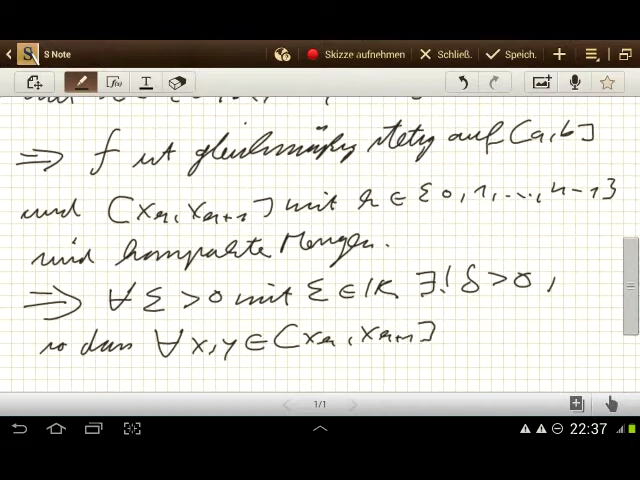 S Note
Skizze aufnehmen
Schließ.
Speich.
f(x)
T
=> f ist gleichmäßig stetig auf [a, b]
und [xₖ, xₖ₊₁] mit k ∈ {0, 1, ..., n-1}
sind kompakte Mengen.
=> ∀ ε > 0 mit ε ∈ ℝ ∃! δ > 0,
so dass ∀ x, y ∈ [xₖ, xₖ₊₁]
1/1
22:37